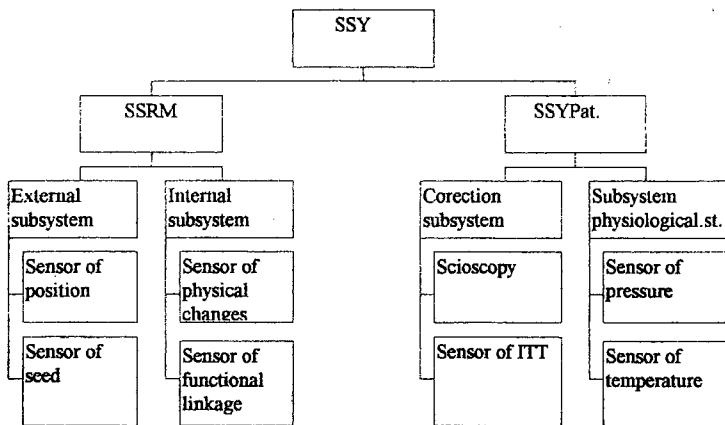 SSY
SSRM
SSYPat.
External
subsystem
Sensor of
position
Sensor of
seed
Internal
subsystem
Sensor of
physical
changes
Sensor of
functional
linkage
Corection
subsystem
Scioscopy
Sensor of ITT
Subsystem
physiological.st.
Sensor of
pressure
Sensor of
temperature